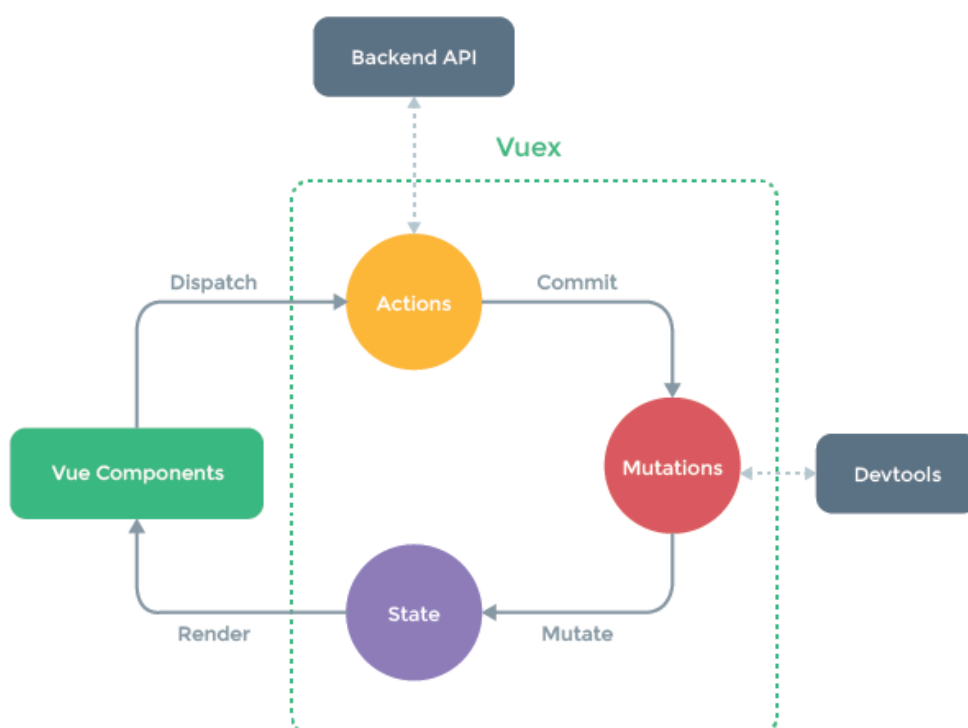 Backend API
Vuex
Dispatch
Commit
Actions
Vue Components
Mutations
Devtools
State
Render
Mutate